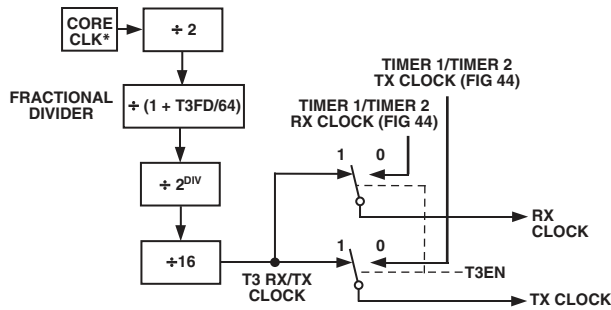 CORE
CLK*
÷ 2
TIMER 1/TIMER 2
TX CLOCK (FIG 44)
FRACTIONAL
DIVIDER
÷ (1 + T3FD/64)
TIMER 1/TIMER 2
RX CLOCK (FIG 44)
1 0
÷ 2DIV
RX
CLOCK
÷16
1 0
T3 RX/TX
CLOCK
T3EN
TX CLOCK